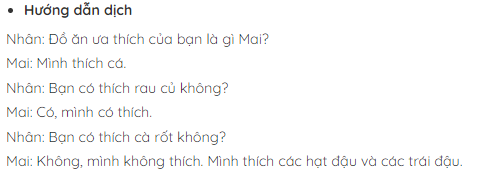 Hướng dẫn dịch
Nhân: Đồ ăn ưa thích của bạn là gì Mai?
Mai: Mình thích cá.
Nhân: Bạn có thích rau củ không?
Mai: Có, mình có thích.
Nhân: Bạn có thích cà rốt không?
Mai: Không, mình không thích. Mình thích các hạt đậu và các trái đậu.